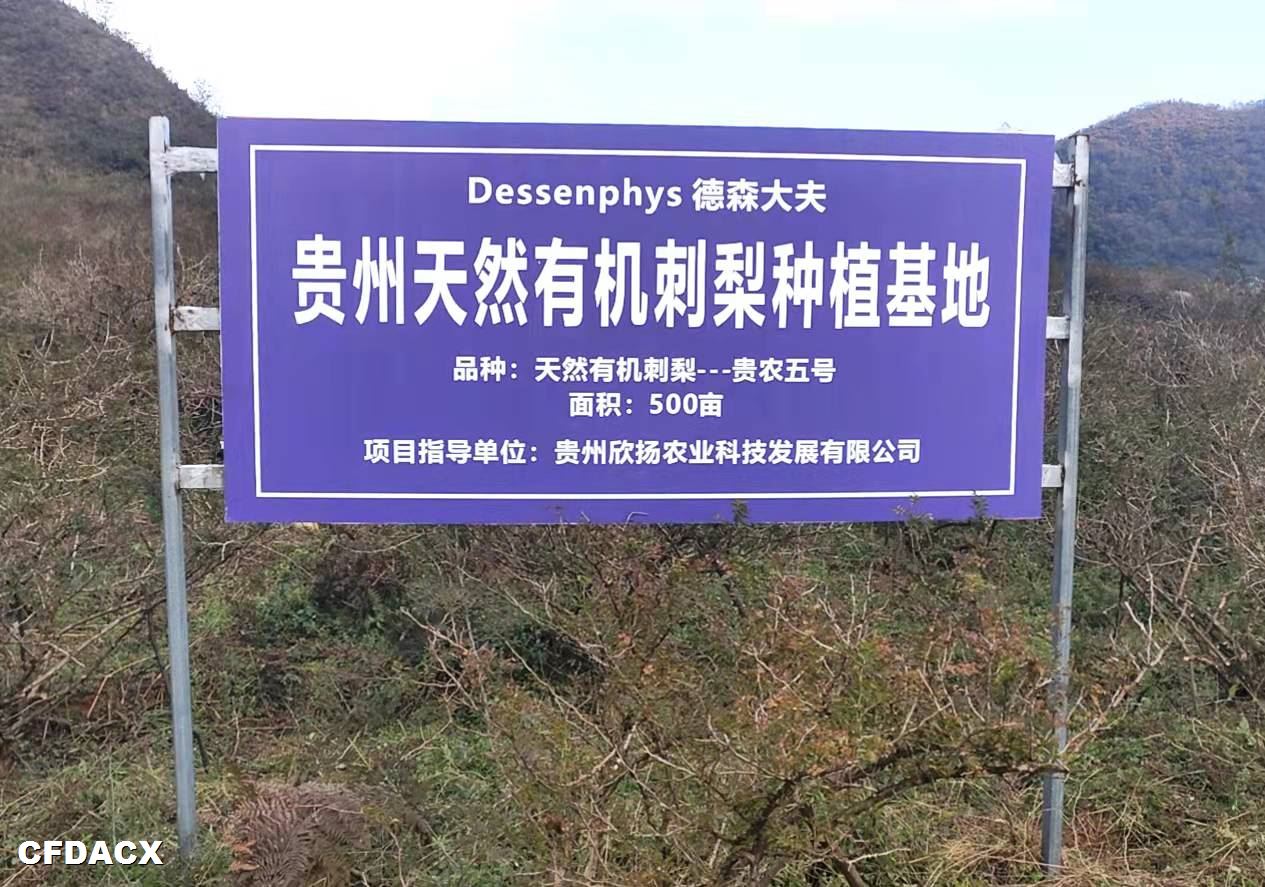 Dessenphys 德森大夫
贵州天然有机刺梨种植基地
品种：天然有机刺梨---贵农五号
面积：500亩
项目指导单位：贵州欣扬农业科技发展有限公司
CFDACX